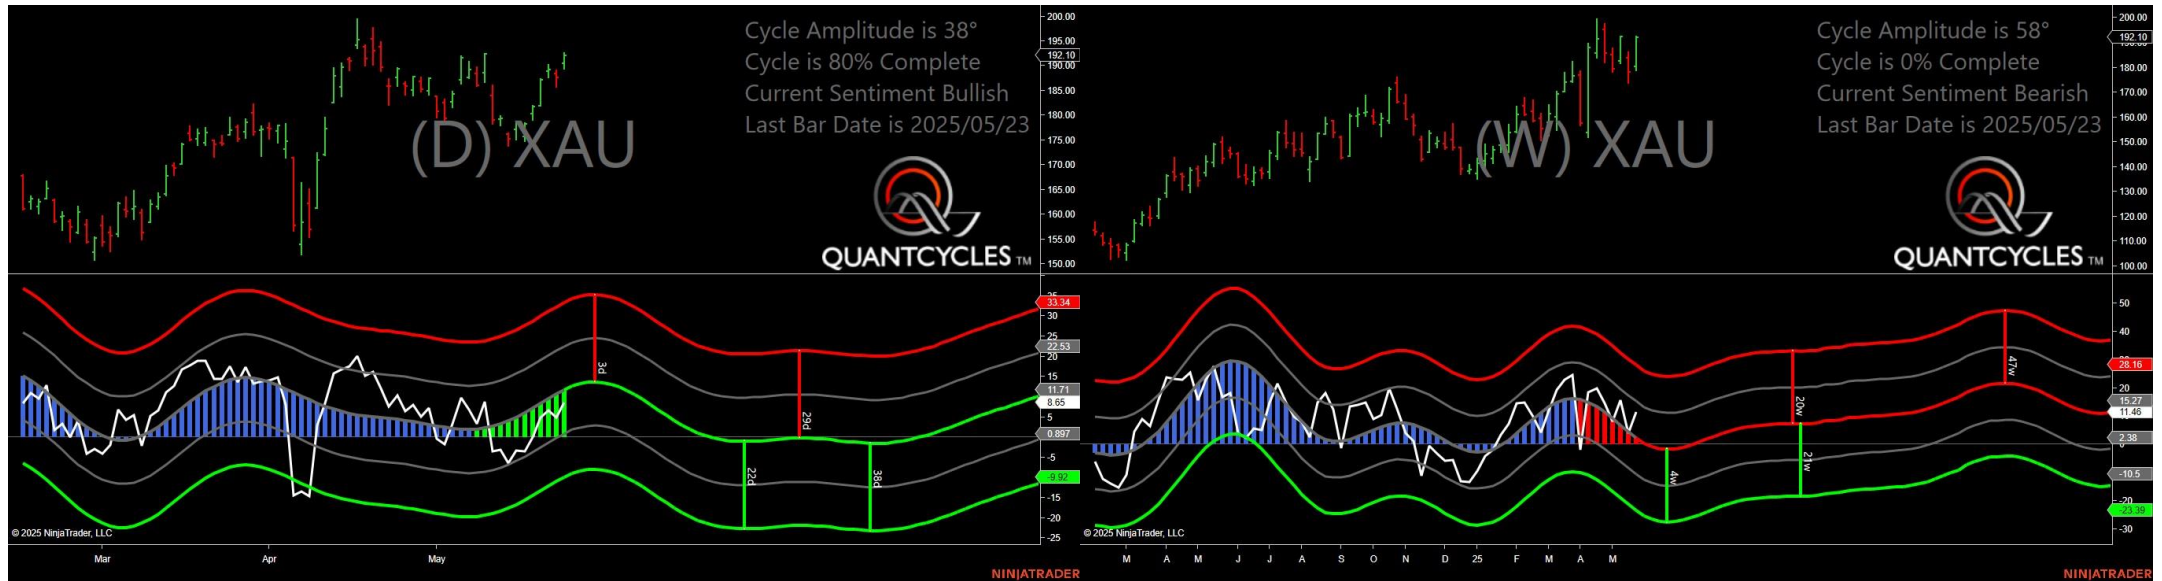 Cycle Amplitude is 38°
Cycle is 80% Complete
Current Sentiment Bullish
Last Bar Date is 2025/05/23
(D) XAU
QUANTCYCLES TM
200.00
195.00
192.10
190.00
185.00
180.00
175.00
170.00
165.00
160.00
155.00
150.00
33.34
30
25
22.53
20
15
11.71
8.65
5
0.897
-5
-9.92
-15
-20
-25
3d
29d
22d
38d
© 2025 NinjaTrader, LLC
Mar
Apr
May
NINJATRADER
Cycle Amplitude is 58°
Cycle is 0% Complete
Current Sentiment Bearish
Last Bar Date is 2025/05/23
(W) XAU
QUANTCYCLES TM
200.00
192.10
180.00
170.00
160.00
150.00
140.00
130.00
120.00
110.00
100.00
50
40
28.16
20
15.27
11.46
2.38
-10.5
-20
-23.39
-30
47w
20w
21w
4w
© 2025 NinjaTrader, LLC
M A M J J A S O N D 25 F M A M
NINJATRADER